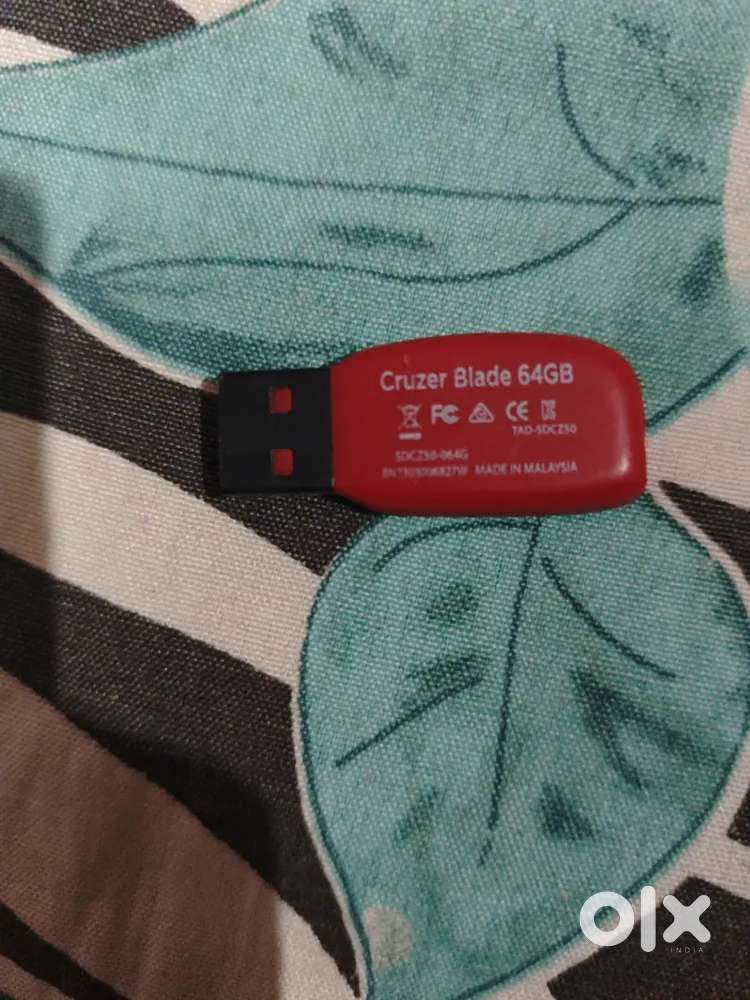 Cruzer Blade 64GB
FC CE
TAD-SDCZ50
SDCZ50-064G
MADE IN MALAYSIA
olx
INDIA